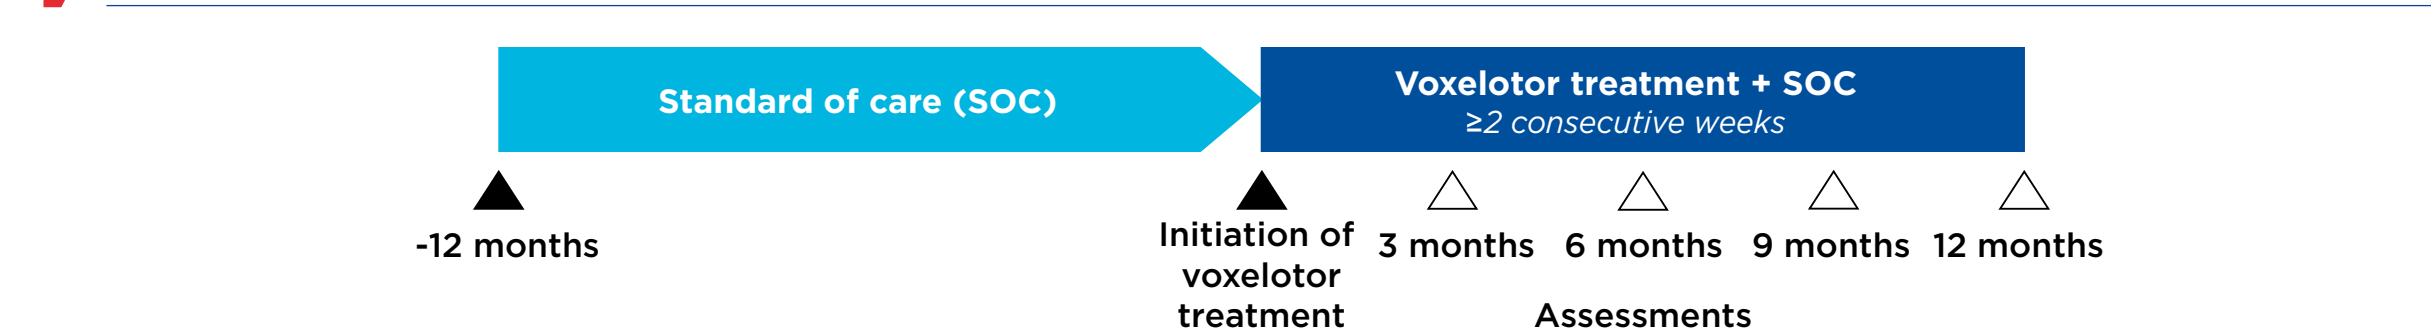 Standard of care (SOC)
Voxelotor treatment + SOC
≥2 consecutive weeks
-12 months
Initiation of
voxelotor
treatment
3 months
6 months
9 months
12 months
Assessments